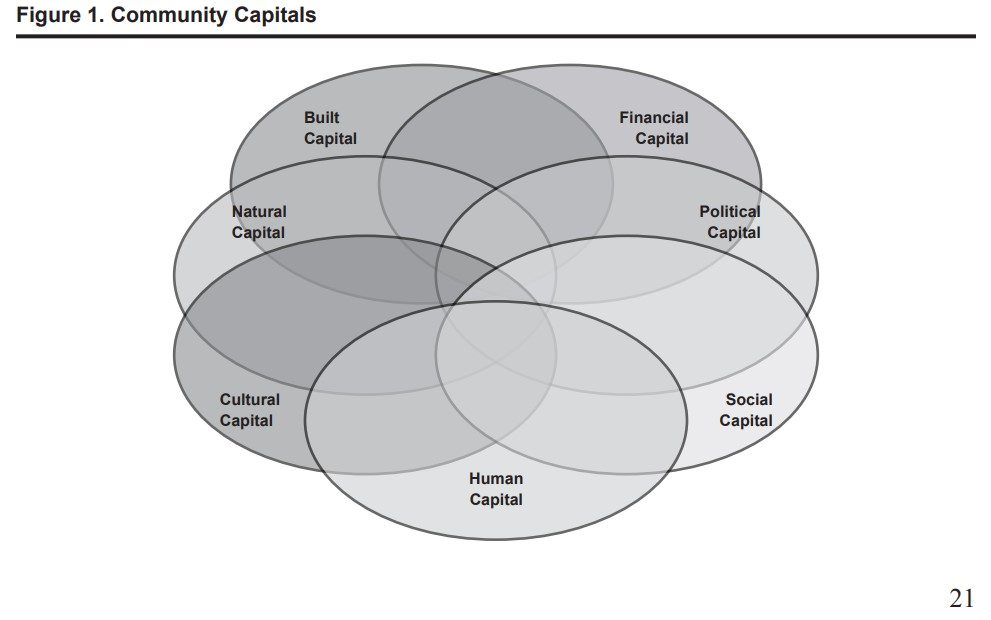 Figure 1. Community Capitals
Built
Capital
Financial
Capital
Natural
Capital
Political
Capital
Cultural
Capital
Social
Capital
Human
Capital
21